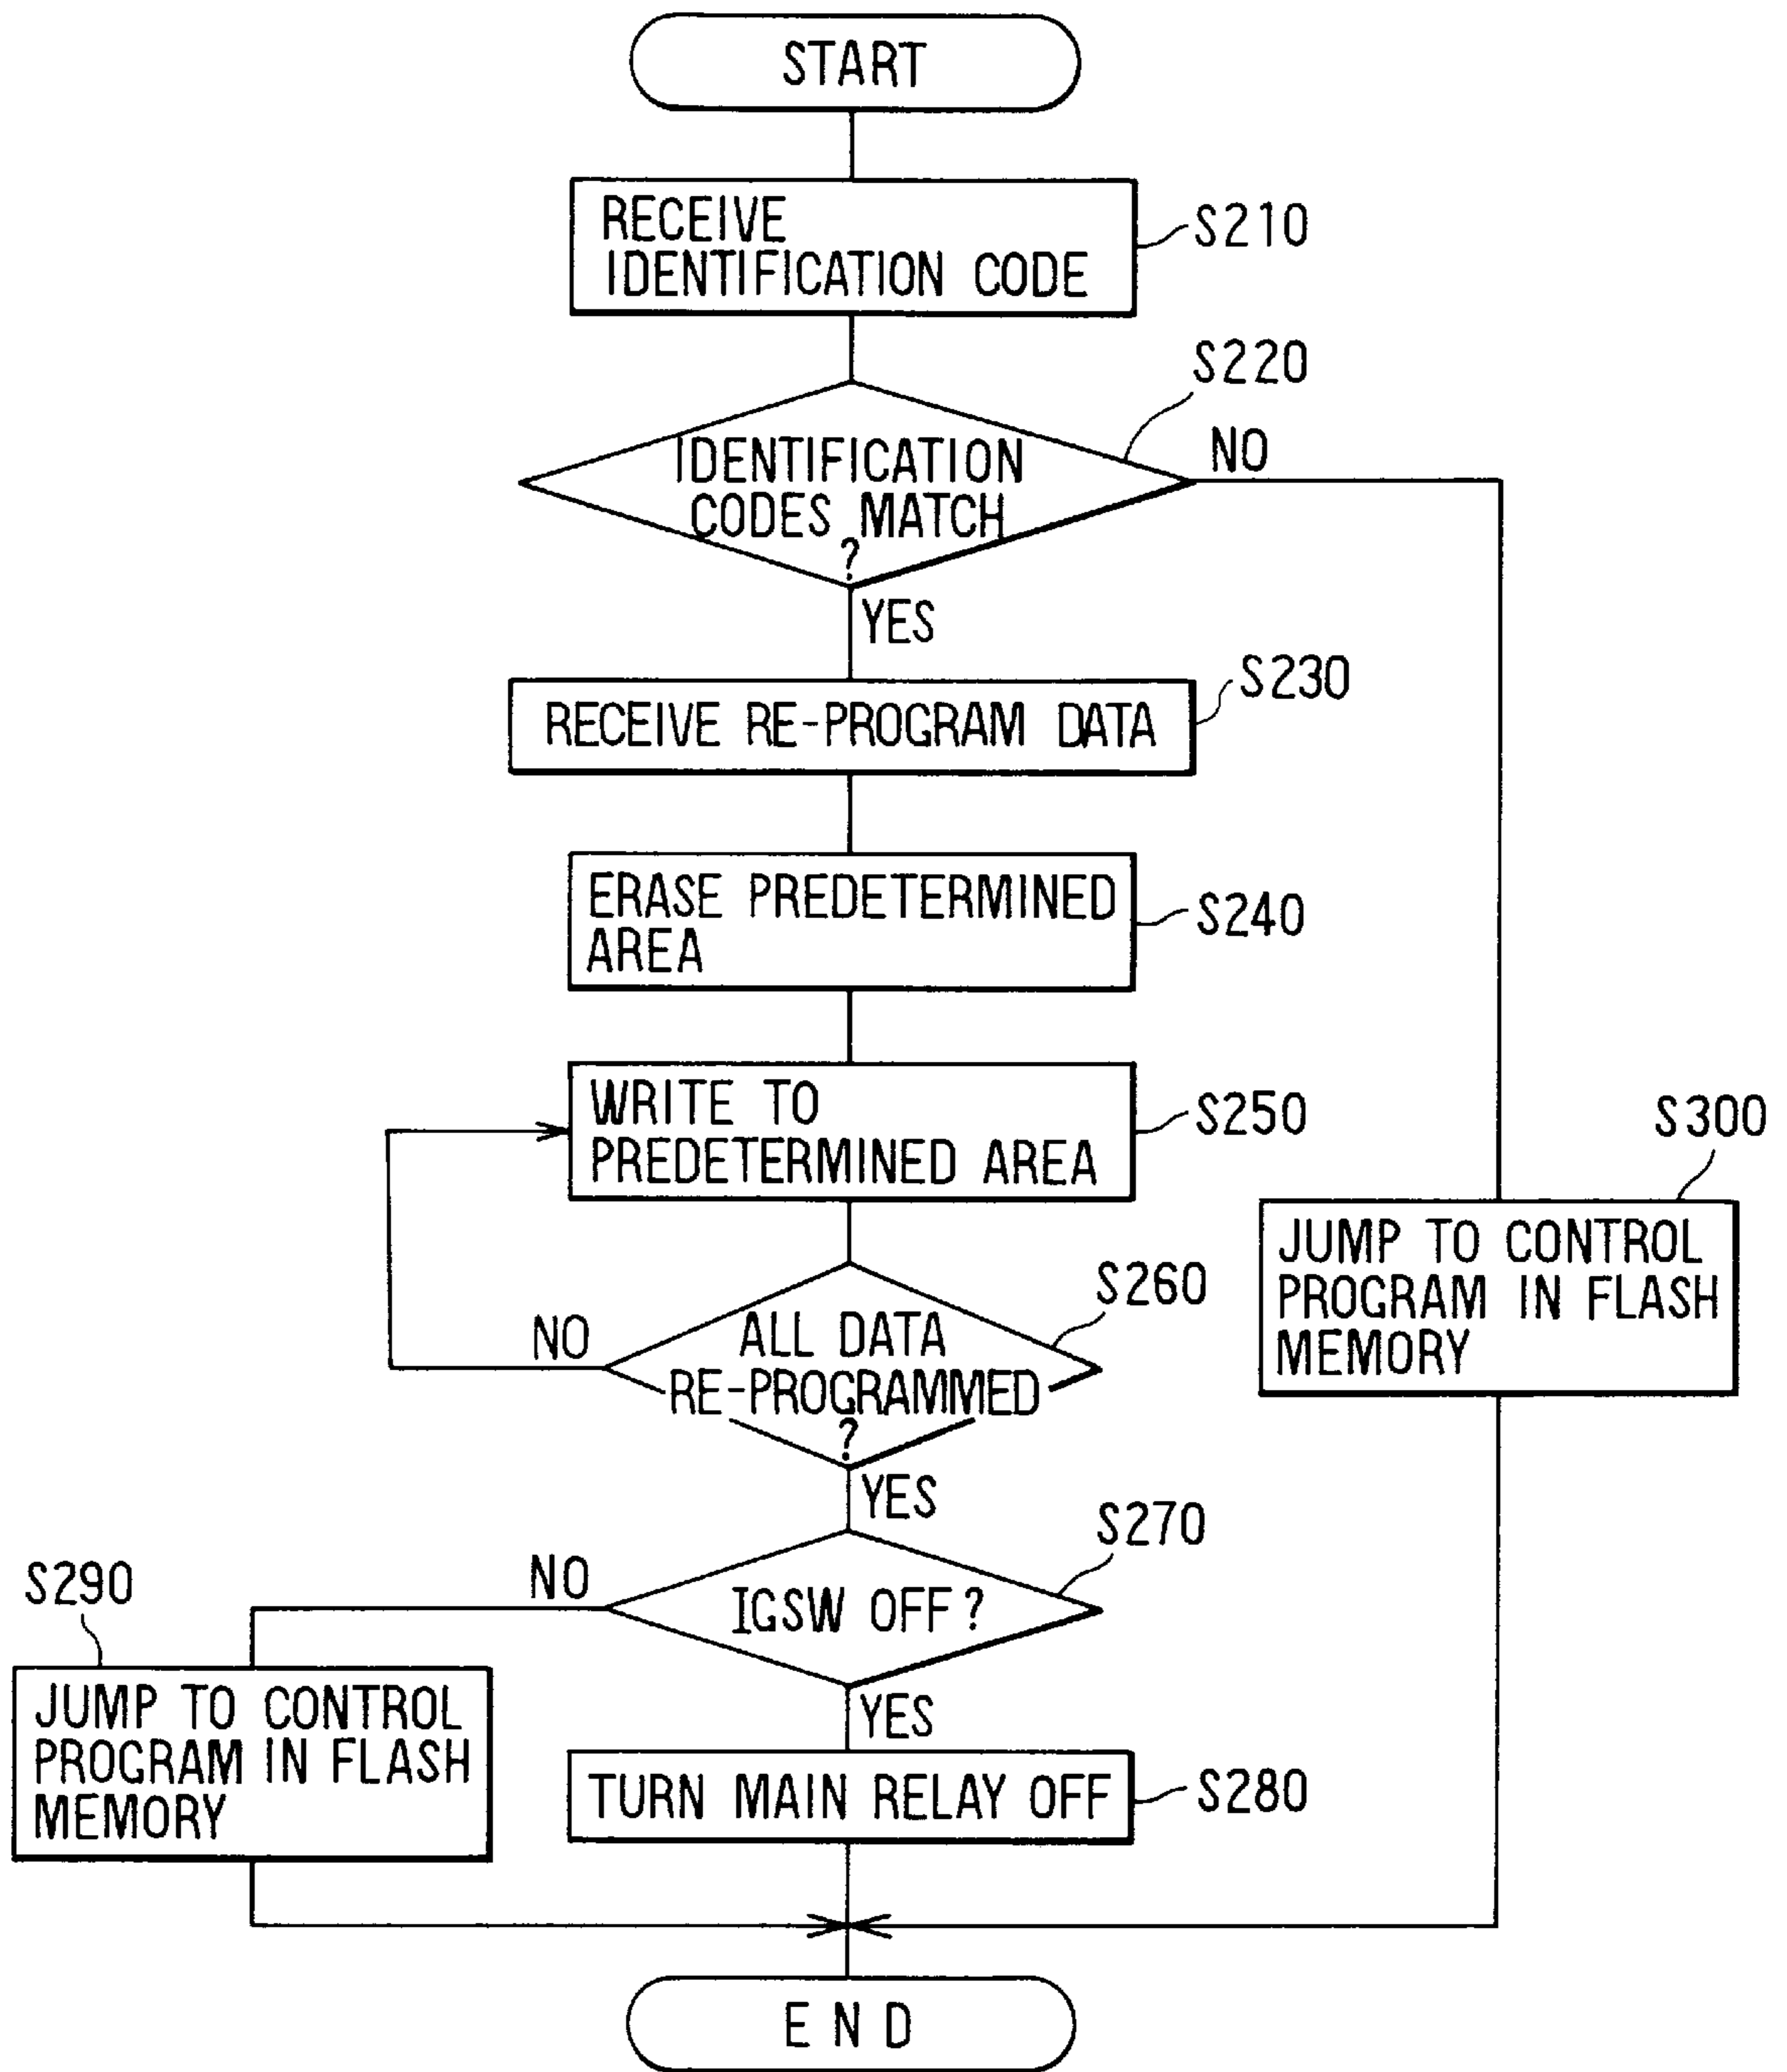 START
RECEIVE
IDENTIFICATION CODE
S210
S220
IDENTIFICATION
CODES MATCH
?
NO
YES
S230
RECEIVE RE-PROGRAM DATA
ERASE PREDETERMINED
AREA
S240
WRITE TO
PREDETERMINED AREA
S250
S300
JUMP TO CONTROL
PROGRAM IN FLASH
MEMORY
S260
NO
ALL DATA
RE-PROGRAMMED
?
YES
S270
NO
IGSW OFF?
S290
JUMP TO CONTROL
PROGRAM IN FLASH
MEMORY
YES
TURN MAIN RELAY OFF
S280
END